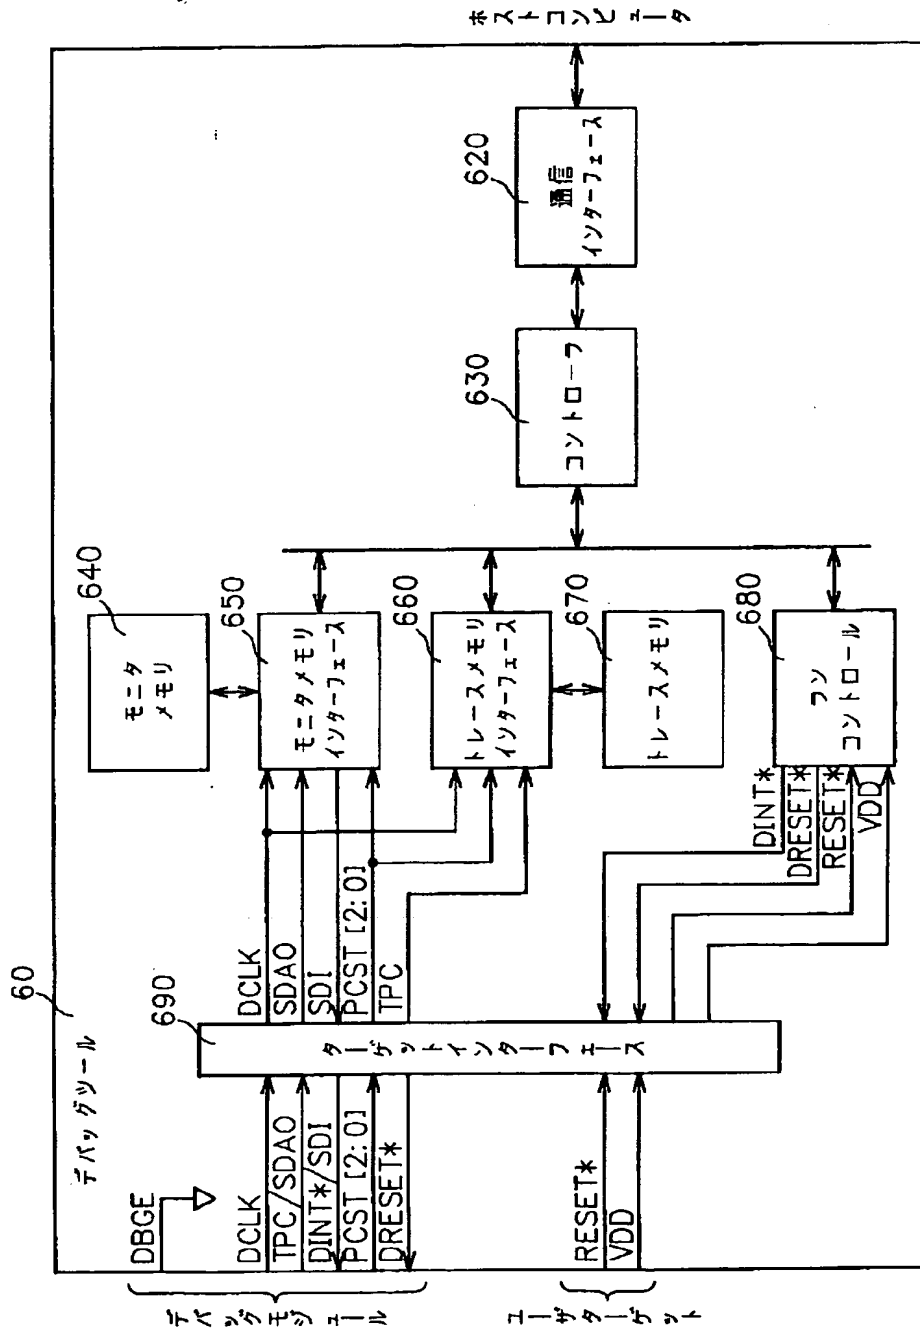 60
デバッグツール
ホストコンピュータ
620
通信
インターフェース
630
コントローラ
640
モニタ
メモリ
650
モニタメモリ
インターフェース
660
トレースメモリ
インターフェース
670
トレースメモリ
680
ラン
コントロール
690
ターゲットインターフェース
DCLK
SDAO
SDI
PCST [2:0]
TPC
DINT*
DRESET*
RESET*
VDD
DBGE
DCLK
TPC/SDAO
DINT*/SDI
PCST [2:0]
DRESET*
RESET*
VDD
デバッグモジュール
ユーザターゲット